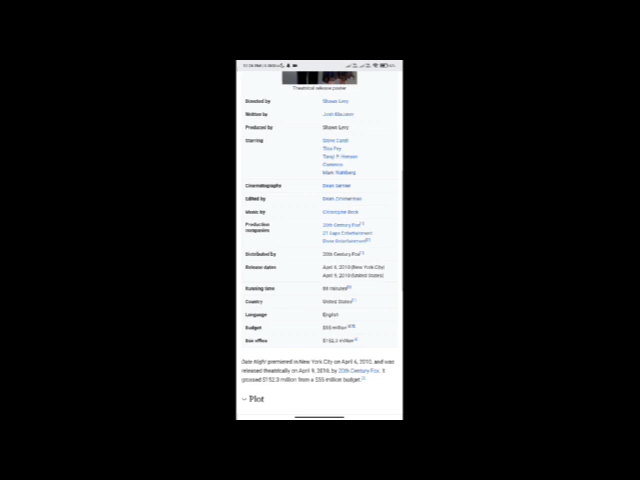 Theatrical release poster
Directed by Shawn Levy
Written by Josh Klausner
Produced by Shawn Levy
Starring Steve Carell
Tina Fey
Taraji P. Henson
Common
Mark Wahlberg
Cinematography Dean Semler
Edited by Dean Zimmerman
Music by Christophe Beck
Production companies 20th Century Fox
21 Laps Entertainment
Dune Entertainment
Distributed by 20th Century Fox
Release dates April 6, 2010 (New York City)
April 9, 2010 (United States)
Running time 88 minutes
Country United States
Language English
Budget $55 million
Box office $152.3 million
Date Night premiered in New York City on April 6, 2010, and was
released theatrically on April 9, 2010, by 20th Century Fox. It
grossed $152.3 million from a $55 million budget.
Plot